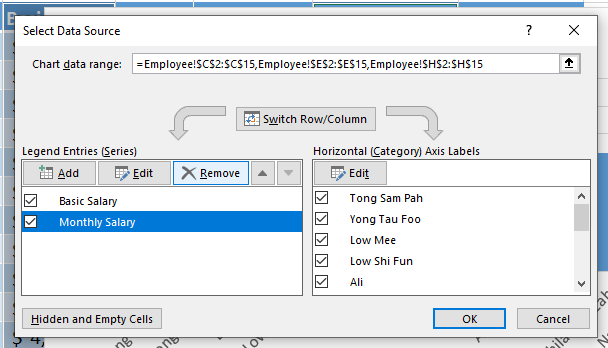 Select Data Source
Chart data range: =Employee!$C$2:$C$15,Employee!$E$2:$E$15,Employee!$H$2:$H$15
Switch Row/Column
Legend Entries (Series)
Add Edit Remove
Basic Salary
Monthly Salary
Horizontal (Category) Axis Labels
Edit
Tong Sam Pah
Yong Tau Foo
Low Mee
Low Shi Fun
Ali
Hidden and Empty Cells
OK Cancel